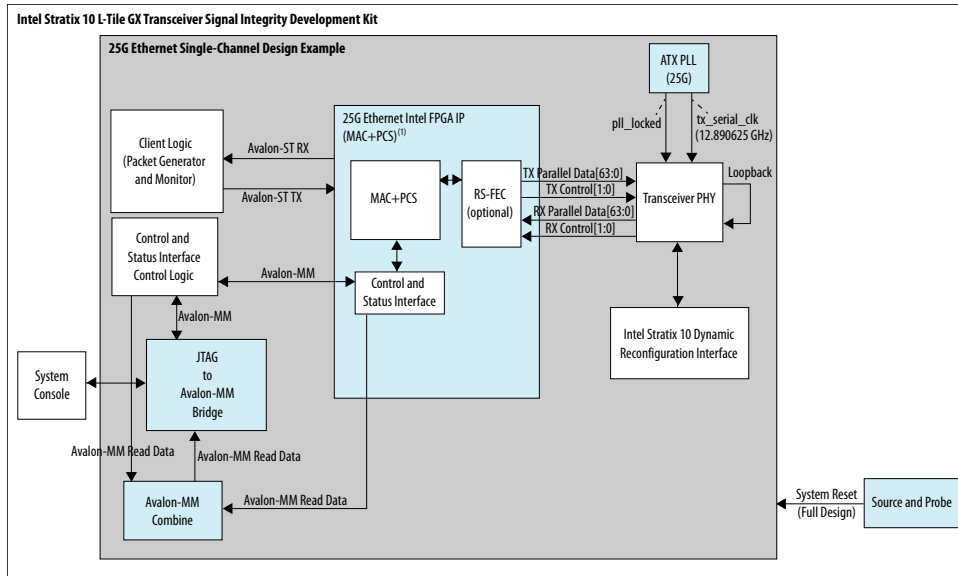 Intel Stratix 10 L-Tile GX Transceiver Signal Integrity Development Kit
25G Ethernet Single-Channel Design Example
ATX PLL
(25G)
pll_locked
tx_serial_clk
(12.890625 GHz)
25G Ethernet Intel FPGA IP
(MAC+PCS)(1)
Client Logic
(Packet Generator
and Monitor)
Avalon-ST RX
Avalon-ST TX
MAC+PCS
RS-FEC
(optional)
TX Parallel Data[63:0]
TX Control[1:0]
RX Parallel Data[63:0]
RX Control[1:0]
Transceiver PHY
Loopback
Control and
Status Interface
Control Logic
Avalon-MM
Control and
Status Interface
Avalon-MM
Intel Stratix 10 Dynamic
Reconfiguration Interface
System
Console
JTAG
to
Avalon-MM
Bridge
Avalon-MM Read Data
Avalon-MM Read Data
Avalon-MM
Combine
Avalon-MM Read Data
System Reset
(Full Design)
Source and Probe